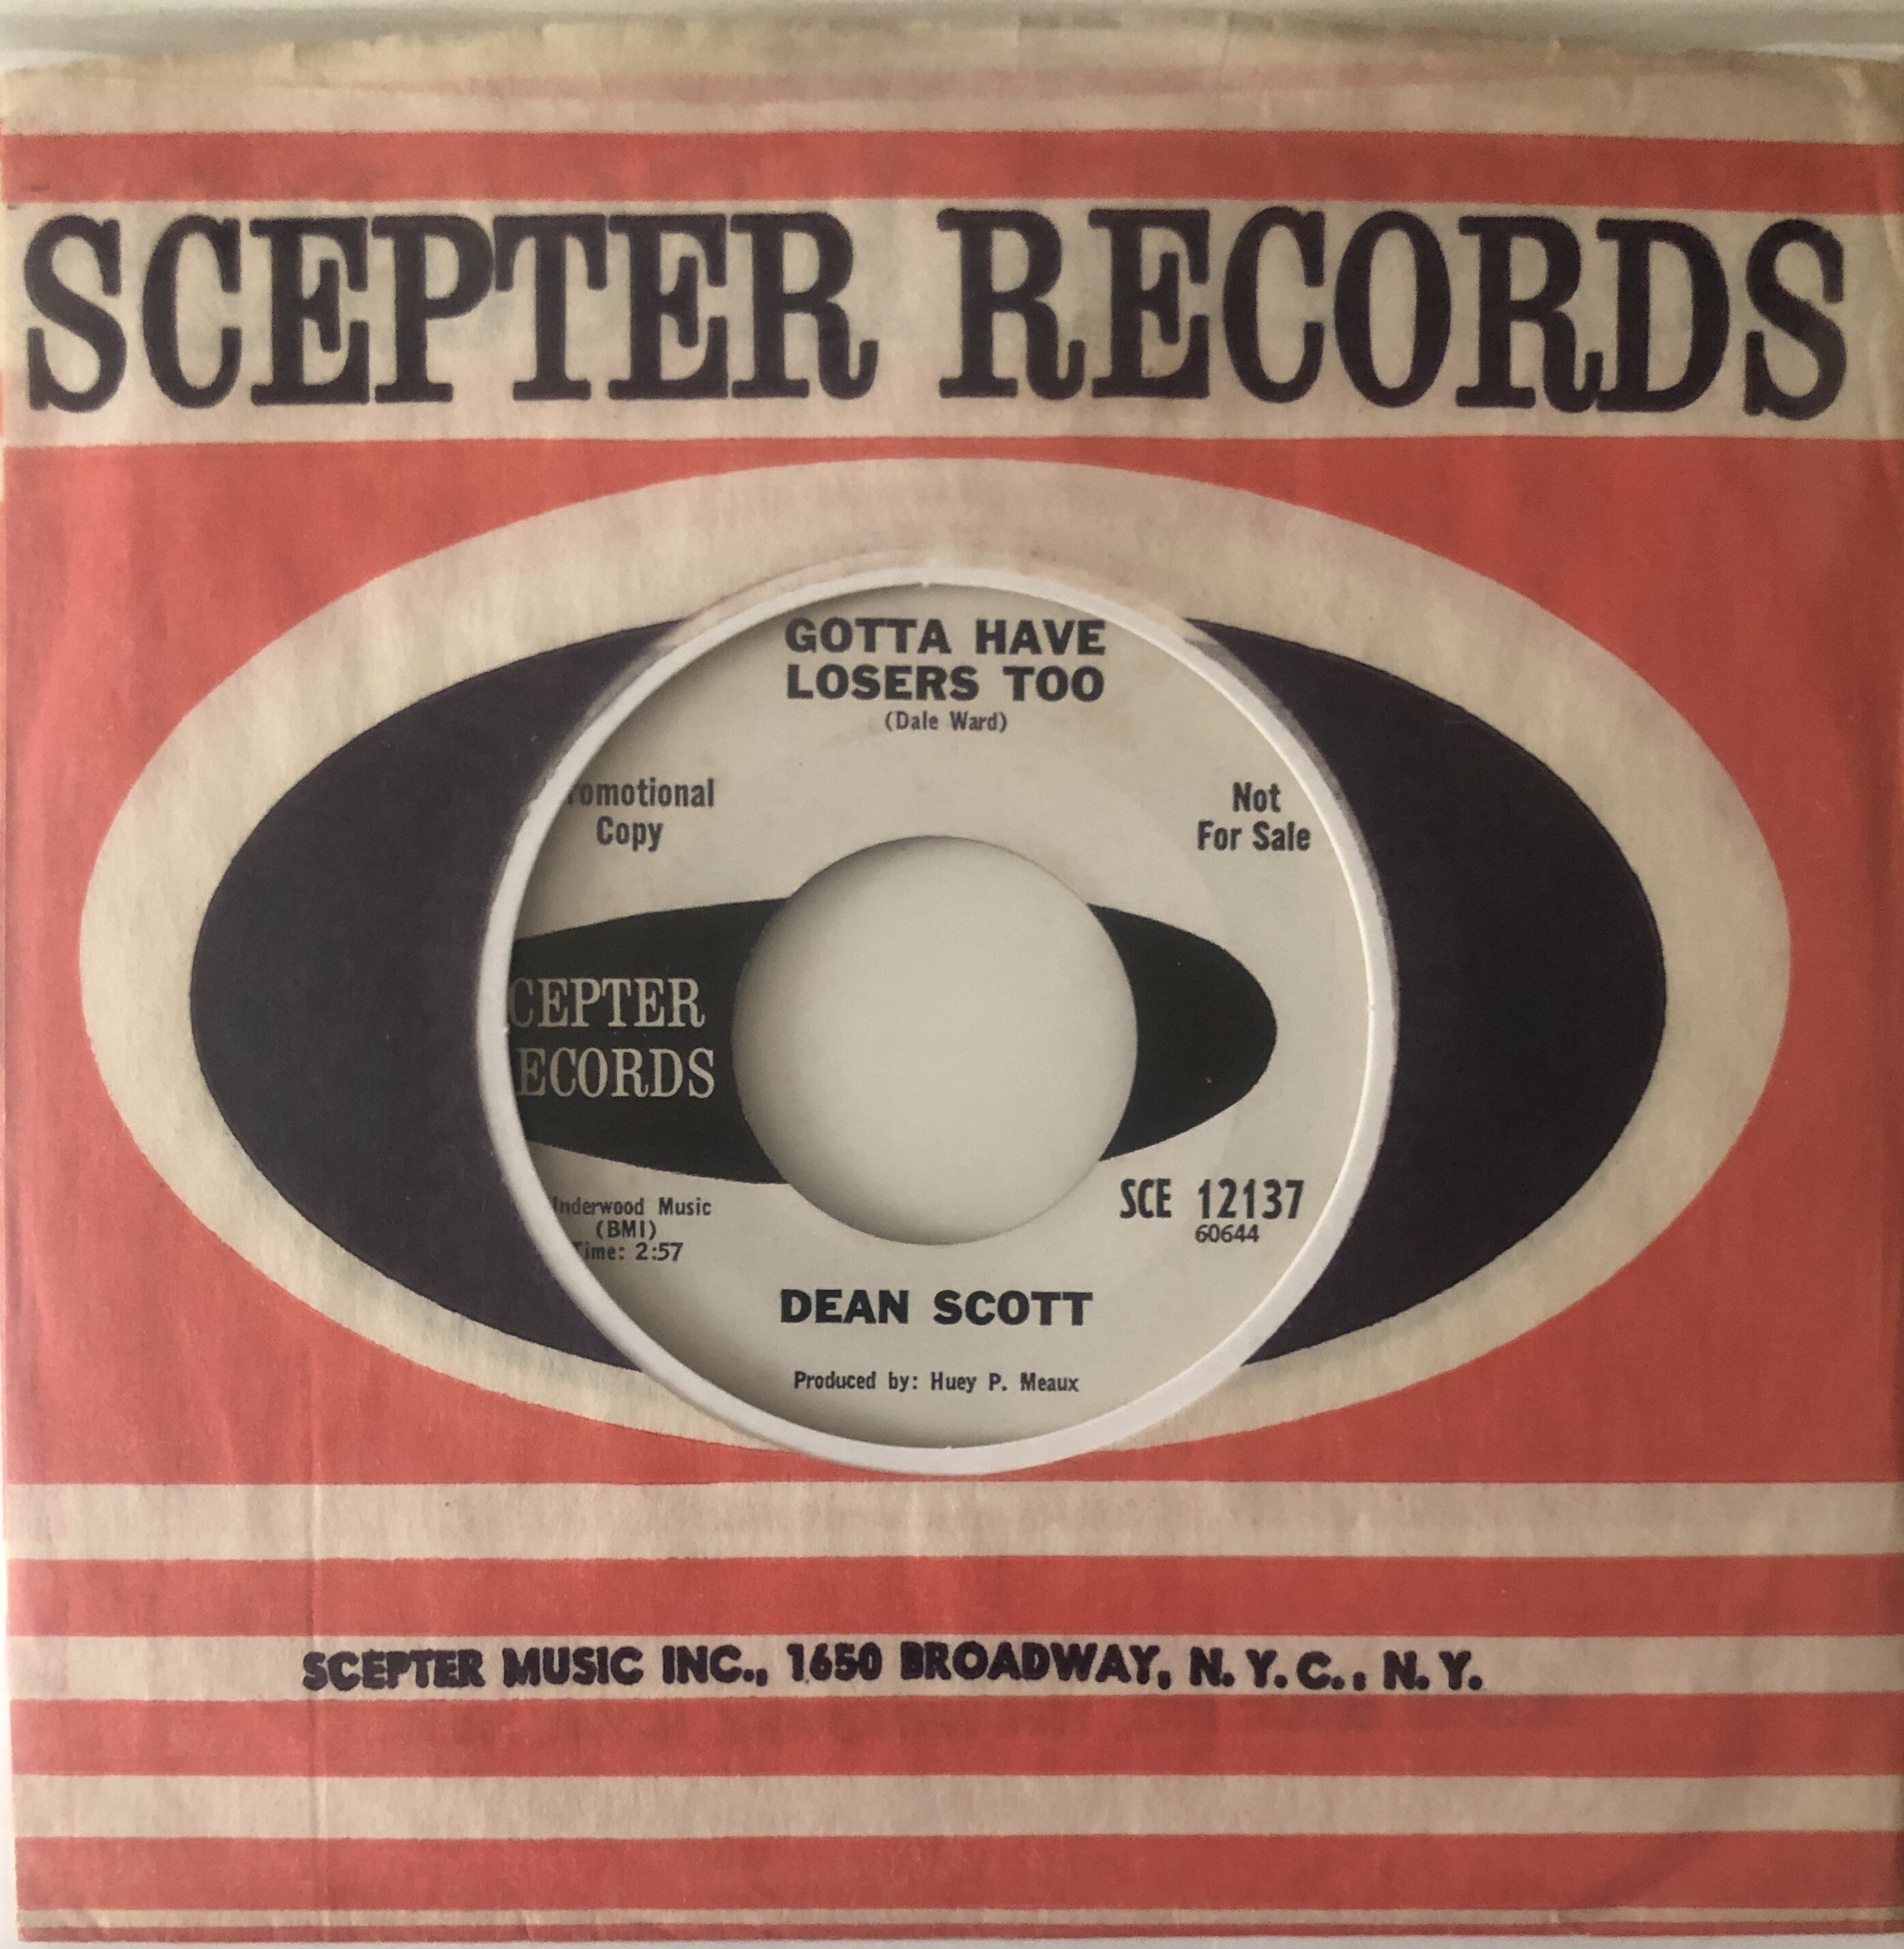 SCEPTER RECORDS
GOTTA HAVE
LOSERS TOO
(Dale Ward)
romotional
Copy
Not
For Sale
CEPTER
ECORDS
nderwood Music
(BMI)
Time: 2:57
SCE 12137
60644
DEAN SCOTT
Produced by: Huey P. Meaux
SCEPTER MUSIC INC., 1650 BROADWAY, N. Y. C., N. Y.